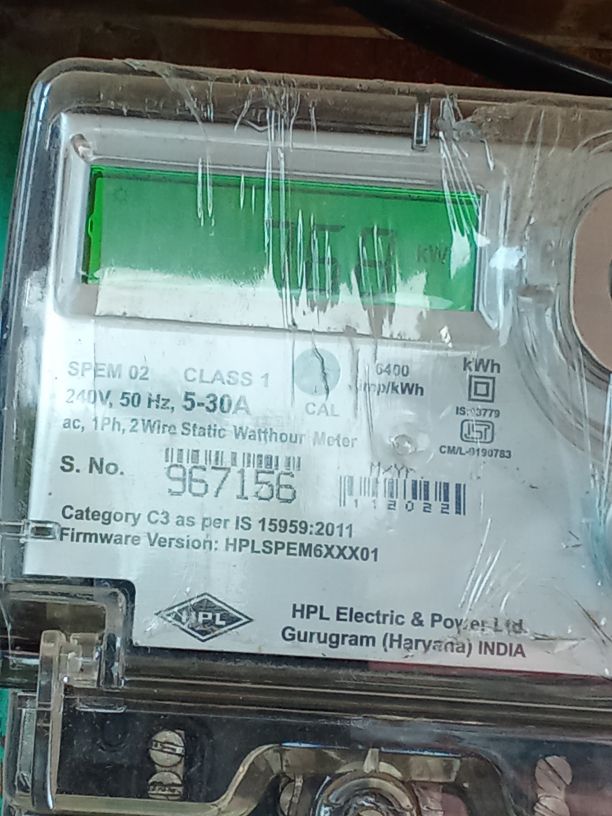 kW
SPEM 02 CLASS 1
6400
imp/kWh
kWh
240V, 50 Hz, 5-30A
CAL
IS:13779
ac, 1Ph, 2 Wire Static Watthour Meter
CM/L-0190783
S. No. 967156
M/Yr
112022
Category C3 as per IS 15959:2011
Firmware Version: HPLSPEM6XXX01
HPL
HPL Electric & Power Ltd.
Gurugram (Haryana) INDIA